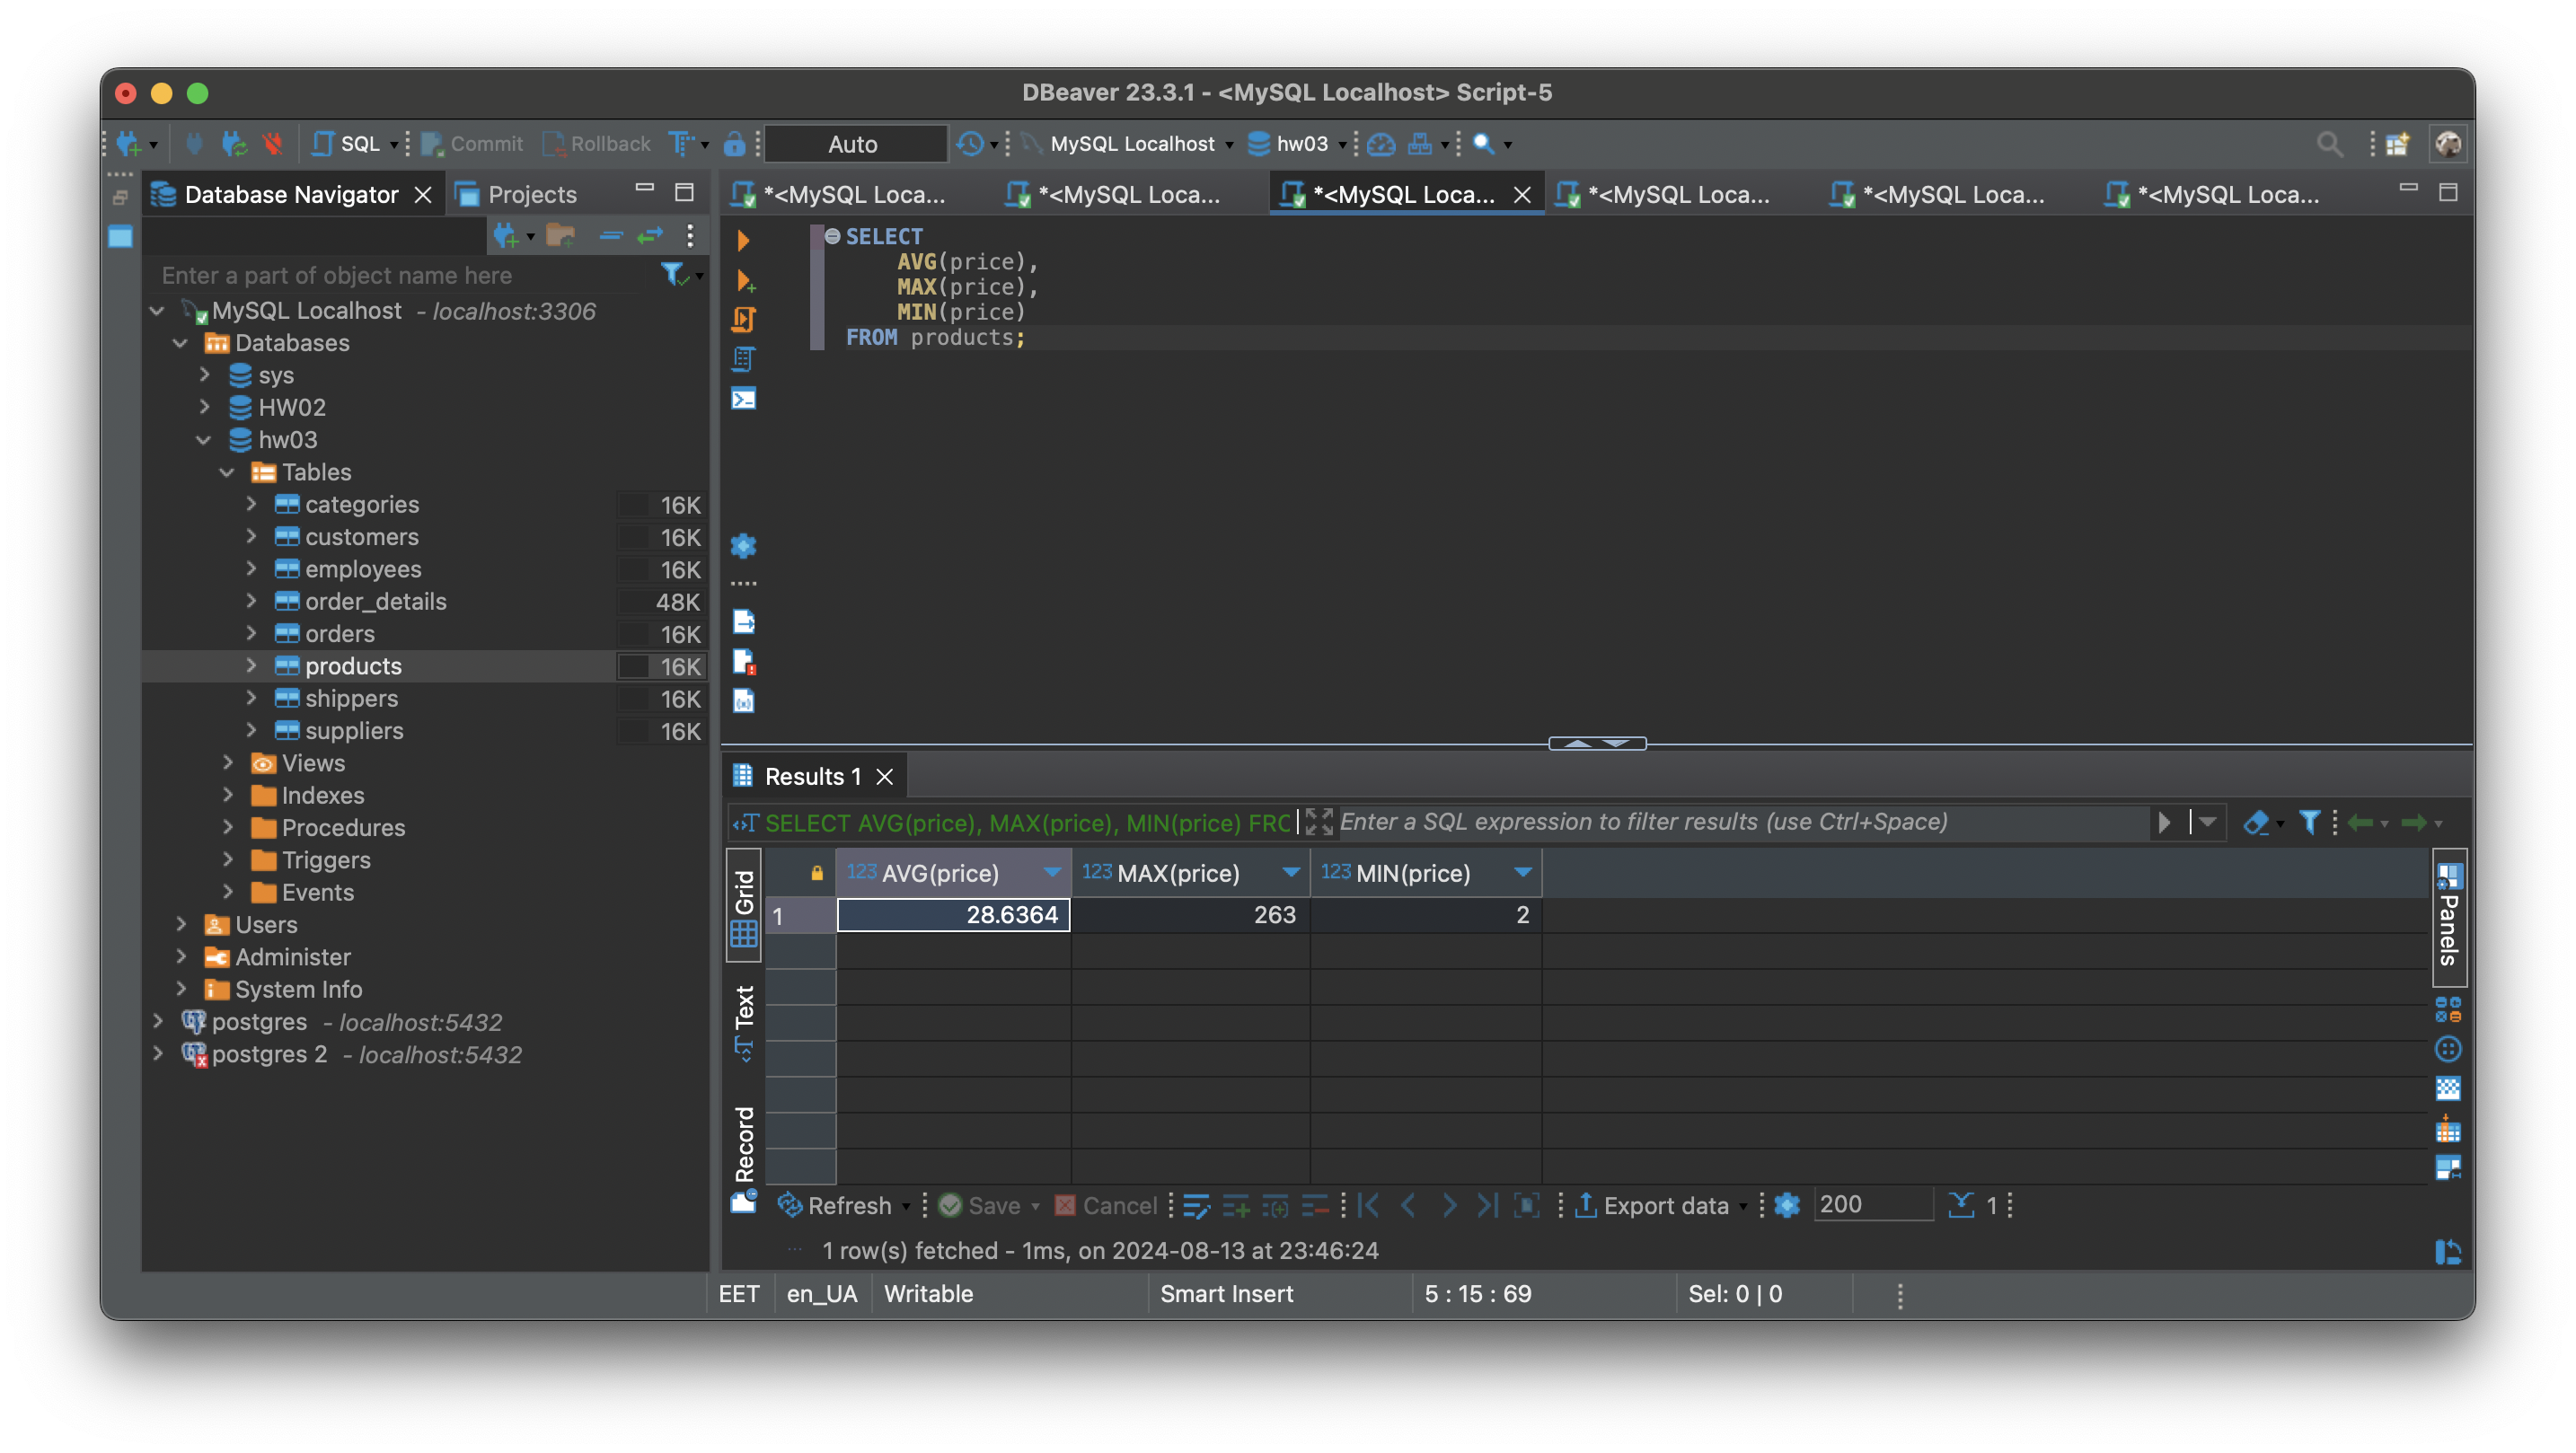 DBeaver 23.3.1 - <MySQL Localhost> Script-5
SQL Commit Rollback Auto MySQL Localhost hw03
Database Navigator Projects
Enter a part of object name here
MySQL Localhost - localhost:3306
Databases
sys
HW02
hw03
Tables
categories 16K
customers 16K
employees 16K
order_details 48K
orders 16K
products 16K
shippers 16K
suppliers 16K
Views
Indexes
Procedures
Triggers
Events
Users
Administer
System Info
postgres - localhost:5432
postgres 2 - localhost:5432
*<MySQL Loca... *<MySQL Loca... *<MySQL Loca... *<MySQL Loca... *<MySQL Loca... *<MySQL Loca...
SELECT
AVG(price),
MAX(price),
MIN(price)
FROM products;
Results 1
SELECT AVG(price), MAX(price), MIN(price) FRO Enter a SQL expression to filter results (use Ctrl+Space)
Grid
Text
Record
123 AVG(price) 123 MAX(price) 123 MIN(price)
1 28.6364 263 2
Panels
Refresh Save Cancel Export data 200 1
1 row(s) fetched - 1ms, on 2024-08-13 at 23:46:24
EET en_UA Writable Smart Insert 5 : 15 : 69 Sel: 0 | 0